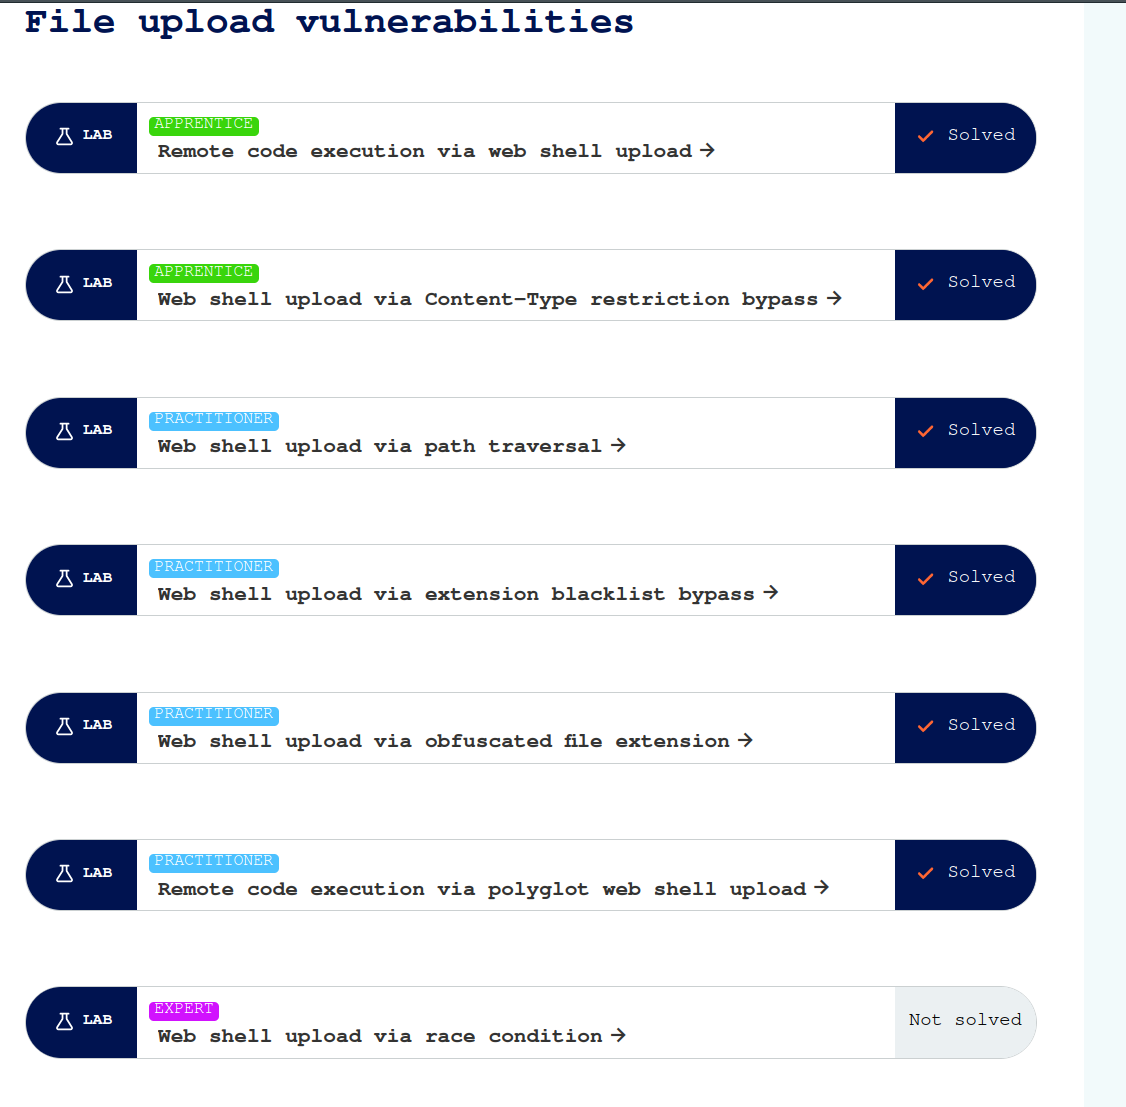 File upload vulnerabilities
LAB
APPRENTICE
Remote code execution via web shell upload →
Solved
LAB
APPRENTICE
Web shell upload via Content-Type restriction bypass →
Solved
LAB
PRACTITIONER
Web shell upload via path traversal →
Solved
LAB
PRACTITIONER
Web shell upload via extension blacklist bypass →
Solved
LAB
PRACTITIONER
Web shell upload via obfuscated file extension →
Solved
LAB
PRACTITIONER
Remote code execution via polyglot web shell upload →
Solved
LAB
EXPERT
Web shell upload via race condition →
Not solved